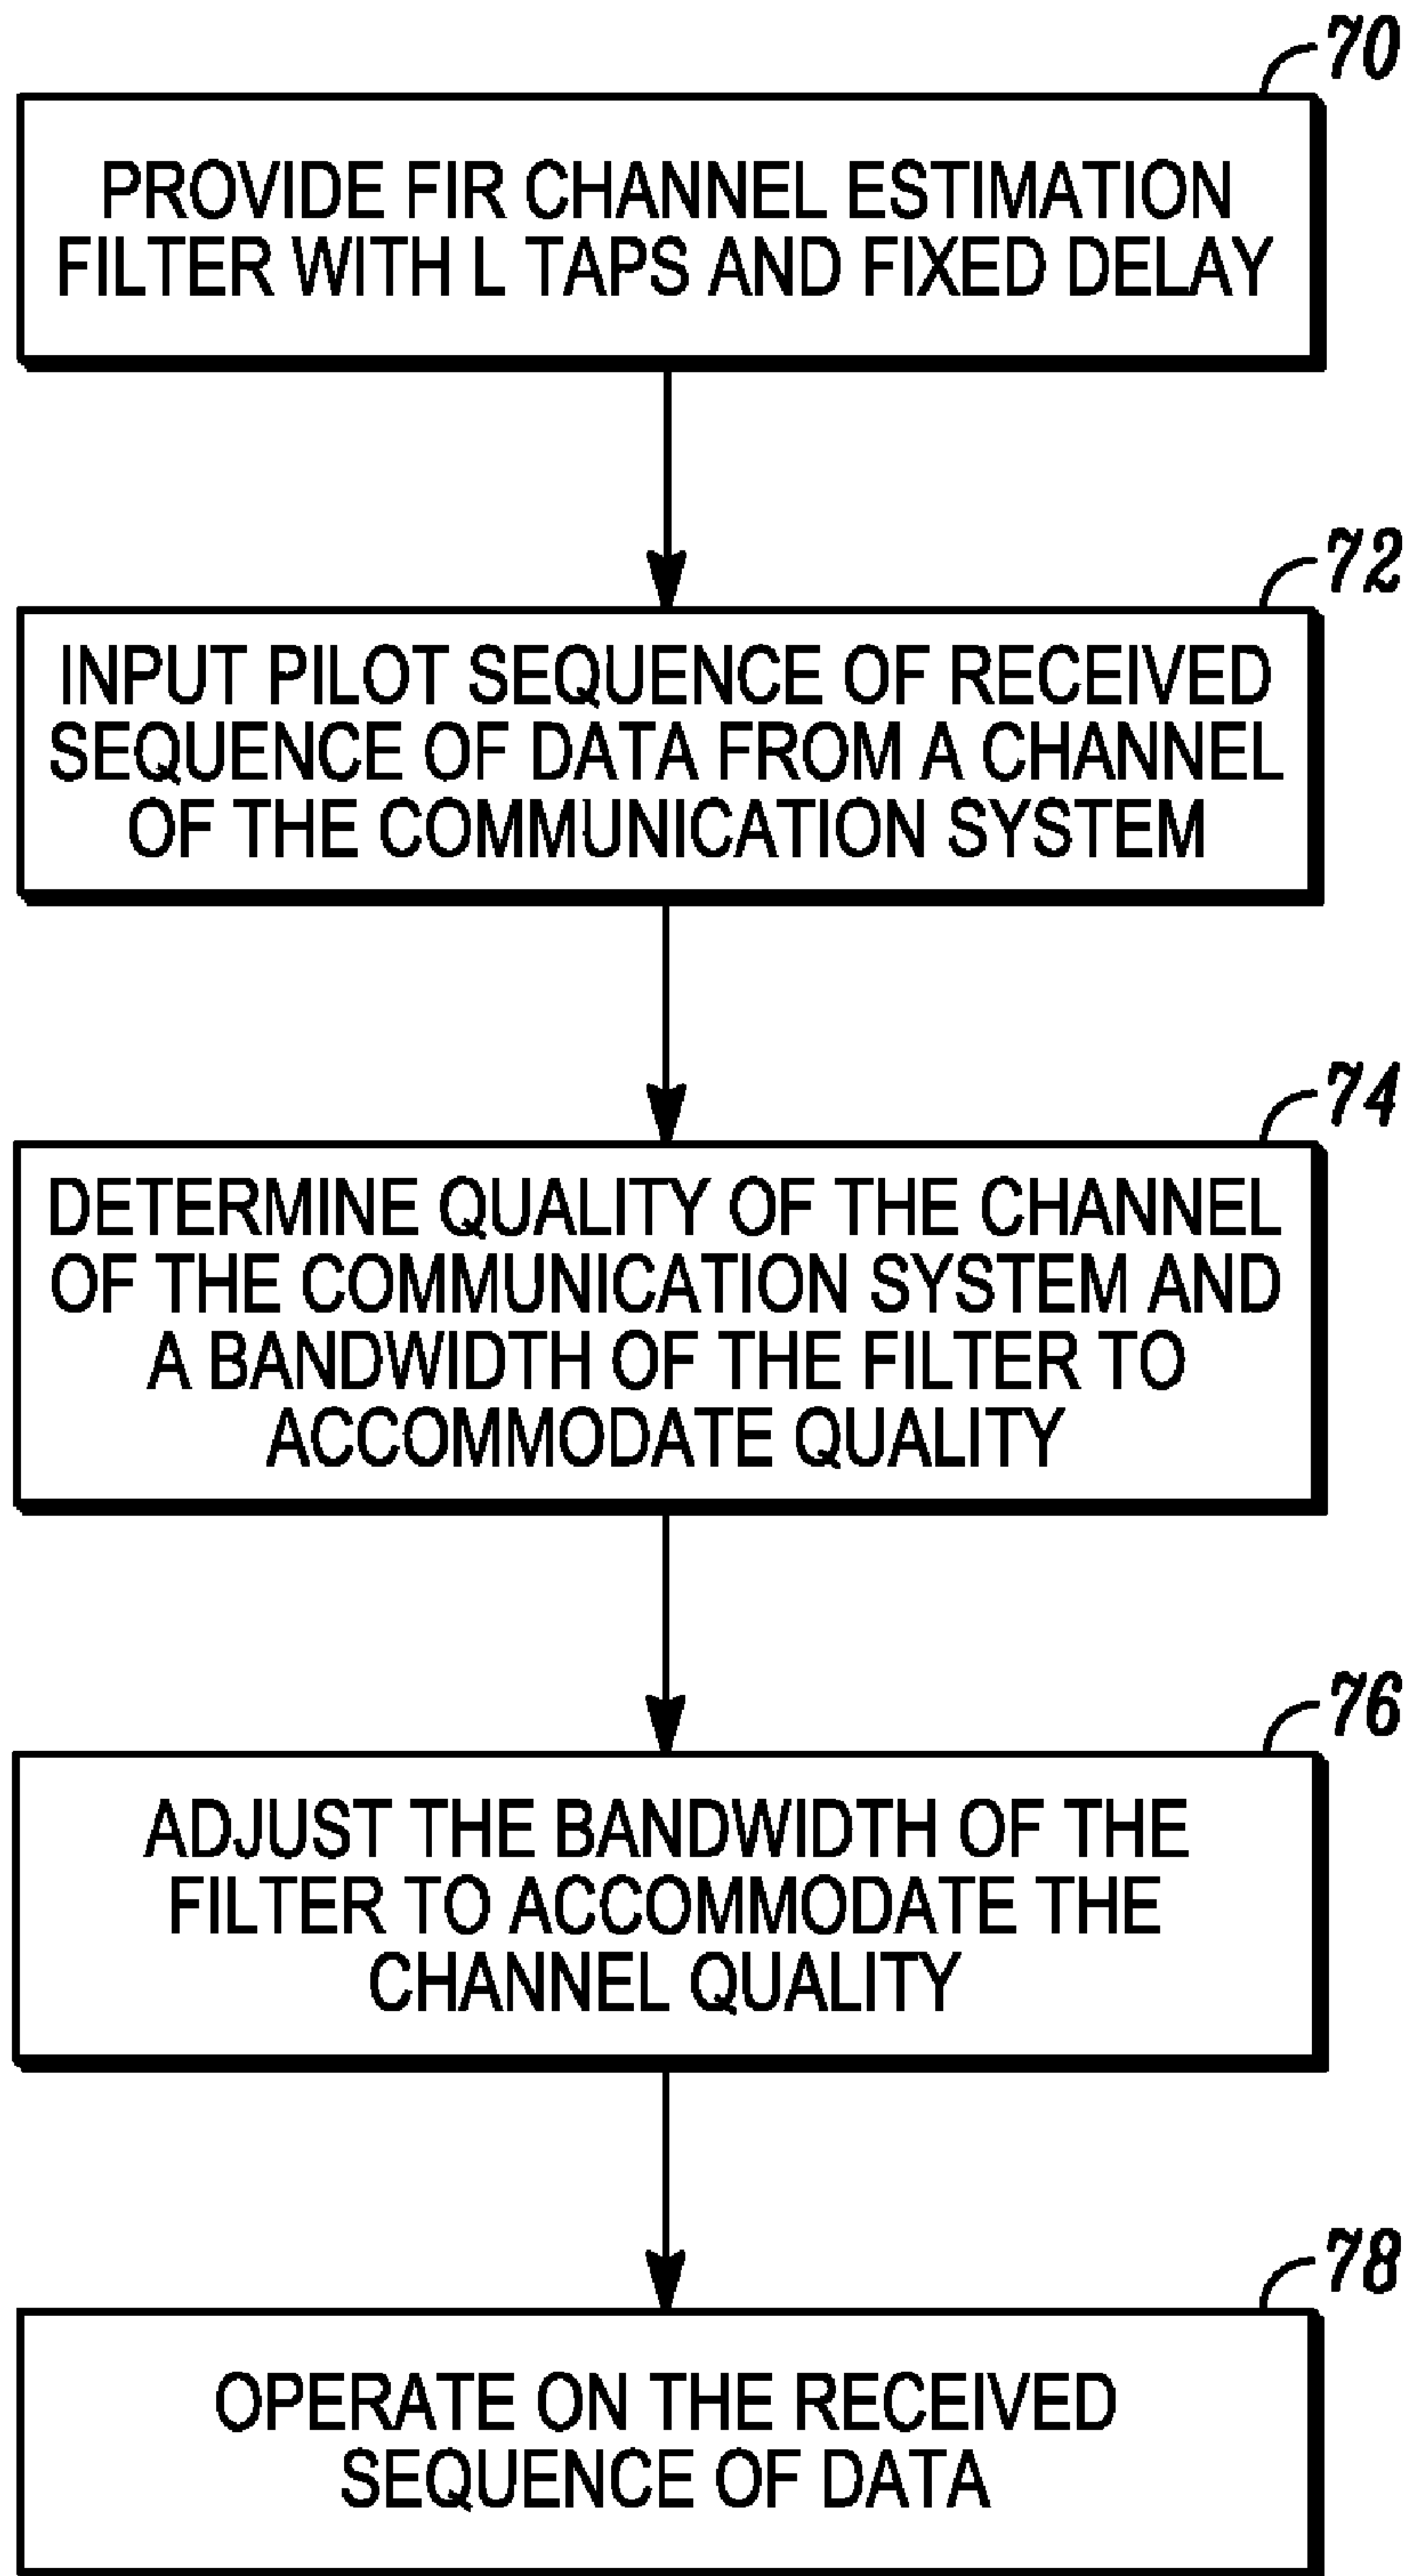 70
PROVIDE FIR CHANNEL ESTIMATION
FILTER WITH L TAPS AND FIXED DELAY
72
INPUT PILOT SEQUENCE OF RECEIVED
SEQUENCE OF DATA FROM A CHANNEL
OF THE COMMUNICATION SYSTEM
74
DETERMINE QUALITY OF THE CHANNEL
OF THE COMMUNICATION SYSTEM AND
A BANDWIDTH OF THE FILTER TO
ACCOMMODATE QUALITY
76
ADJUST THE BANDWIDTH OF THE
FILTER TO ACCOMMODATE THE
CHANNEL QUALITY
78
OPERATE ON THE RECEIVED
SEQUENCE OF DATA